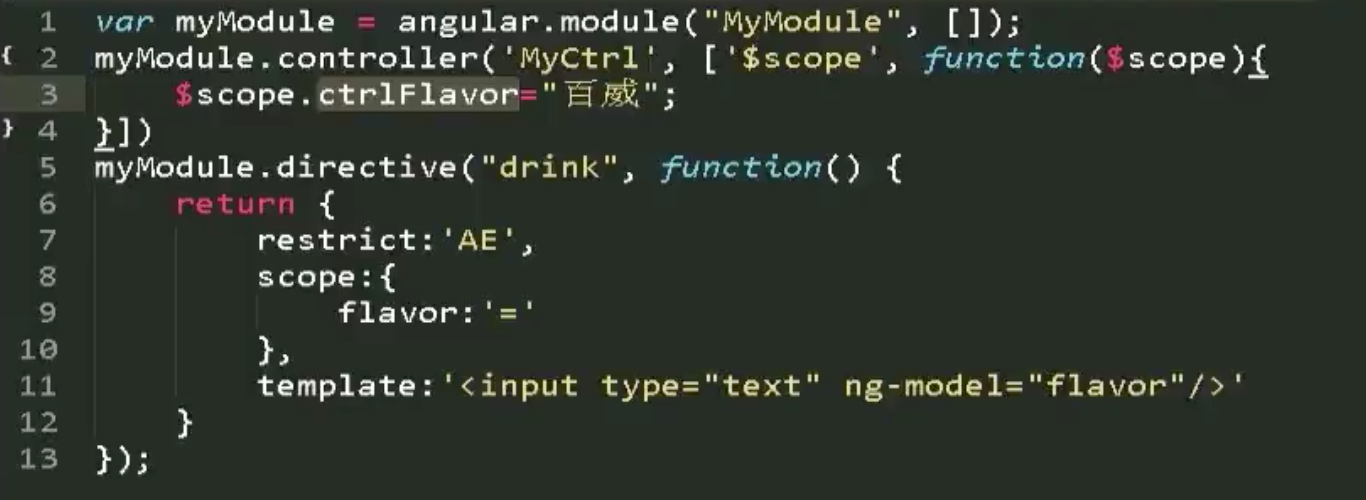 1 var myModule = angular.module("MyModule", []);
{ 2 myModule.controller('MyCtrl', ['$scope', function($scope){
3 $scope.ctrlFlavor="百威";
} 4 }])
5 myModule.directive("drink", function() {
6 return {
7 restrict:'AE',
8 scope:{
9 flavor:'='
10 },
11 template:'<input type="text" ng-model="flavor"/>'
12 }
13 });